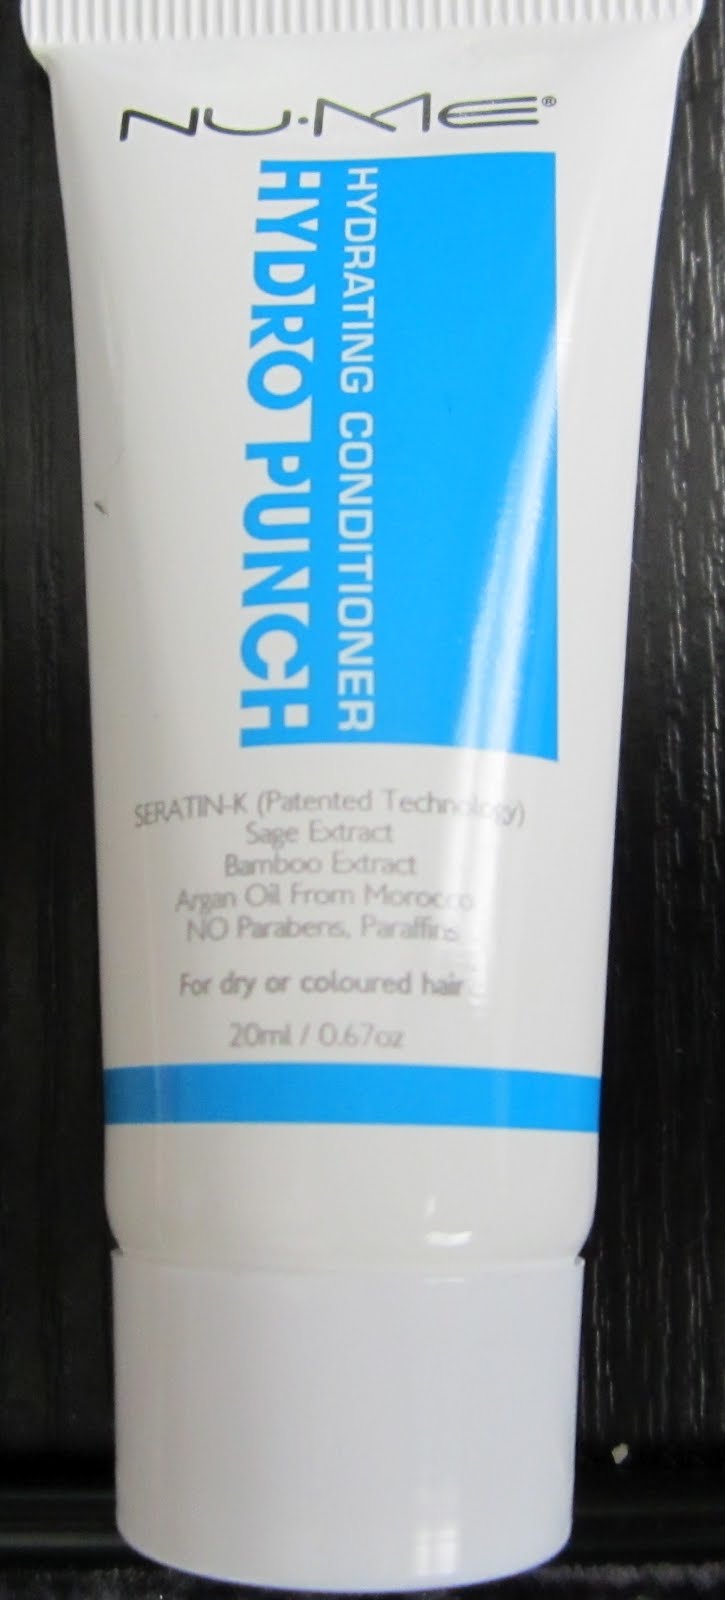 NU·ME®
HYDRATING CONDITIONER
HYDRO PUNCH
SERATIN-K (Patented Technology)
Sage Extract
Bamboo Extract
Argan Oil From Morocco
NO Parabens, Paraffins
For dry or coloured hair
20ml / 0.67oz